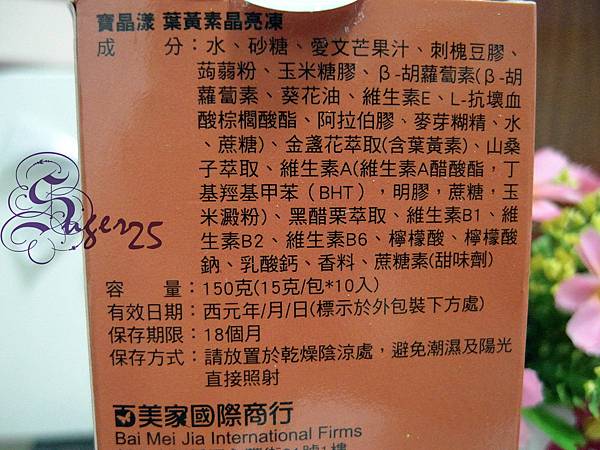 寶晶漾 葉黃素晶亮凍
成　　分：水、砂糖、愛文芒果汁、刺槐豆膠、
蒟蒻粉、玉米糖膠、β-胡蘿蔔素(β-胡
蘿蔔素、葵花油、維生素E、L-抗壞血
酸棕櫚酸酯、阿拉伯膠、麥芽糊精、水
、蔗糖)、金盞花萃取(含葉黃素)、山桑
子萃取、維生素A(維生素A醋酸酯，丁
基羥基甲苯（BHT），明膠，蔗糖，玉
米澱粉)、黑醋栗萃取、維生素B1、維
生素B2、維生素B6、檸檬酸、檸檬酸
鈉、乳酸鈣、香料、蔗糖素(甜味劑)
容　　量：150克(15克/包*10入)
有效日期：西元年/月/日(標示於外包裝下方處)
保存期限：18個月
保存方式：請放置於乾燥陰涼處，避免潮濕及陽光
直接照射
百美家國際商行
Bai Mei Jia International Firms
Suger25